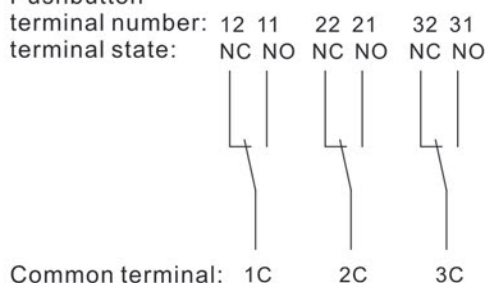 Pushbutton
terminal number: 12 11 22 21 32 31
terminal state: NC NO NC NO NC NO
Common terminal: 1C 2C 3C